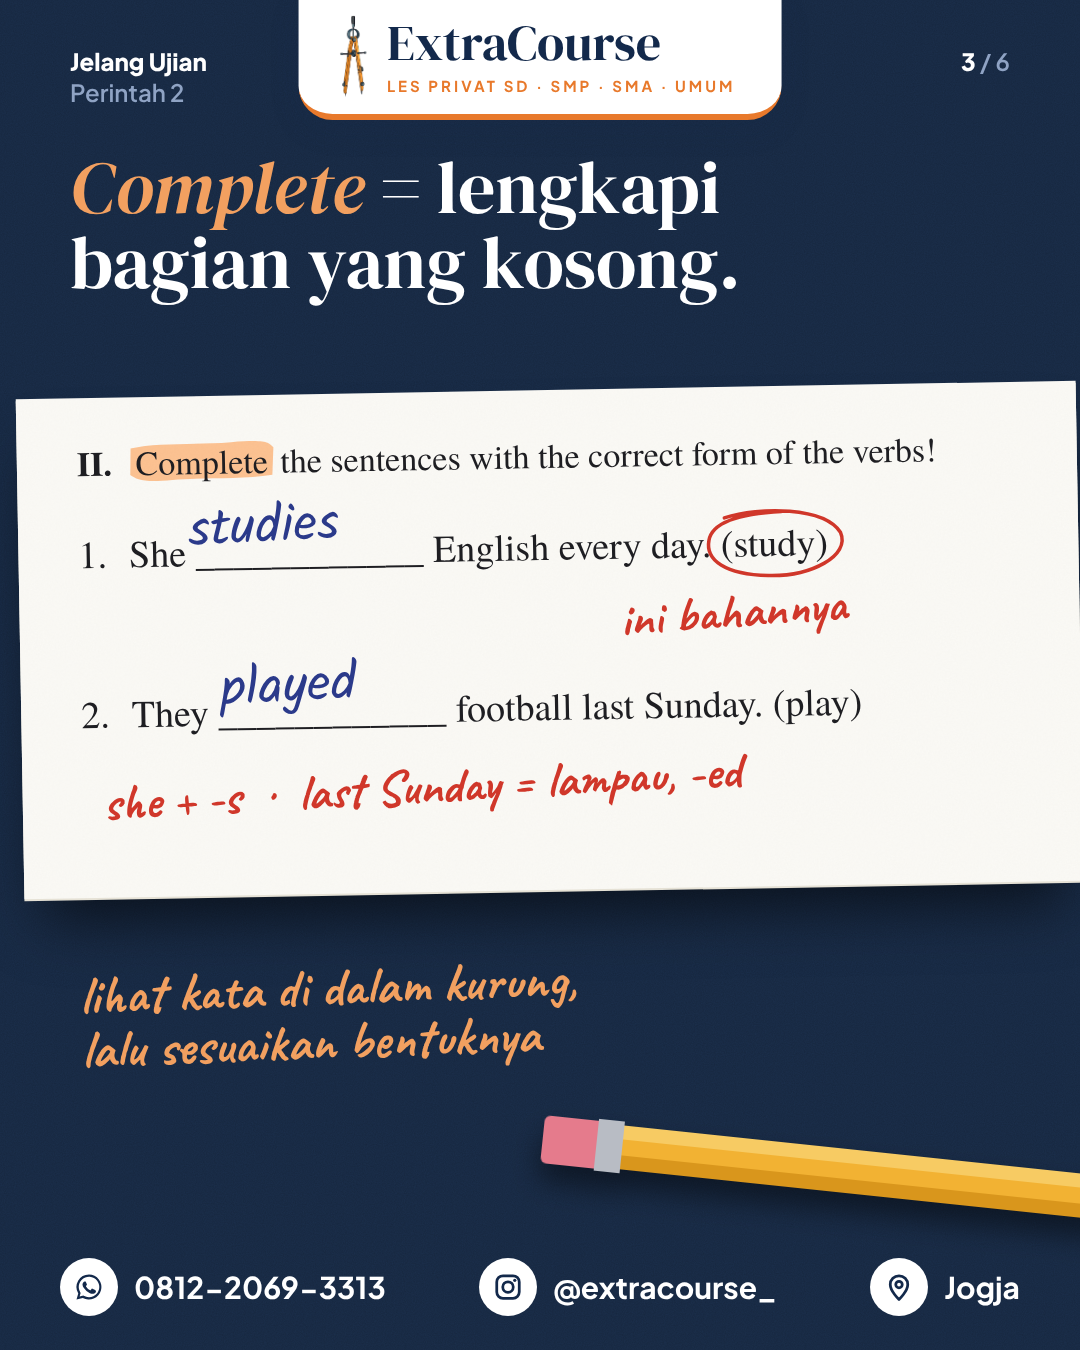 Jelang Ujian
Perintah 2
ExtraCourse
LES PRIVAT SD · SMP · SMA · UMUM
3 / 6
Complete = lengkapi
bagian yang kosong.
II. Complete the sentences with the correct form of the verbs!
1. She studies English every day. (study)
ini bahannya
2. They played football last Sunday. (play)
she + -s · last Sunday = lampau, -ed
lihat kata di dalam kurung,
lalu sesuaikan bentuknya
0812-2069-3313
@extracourse_
Jogja